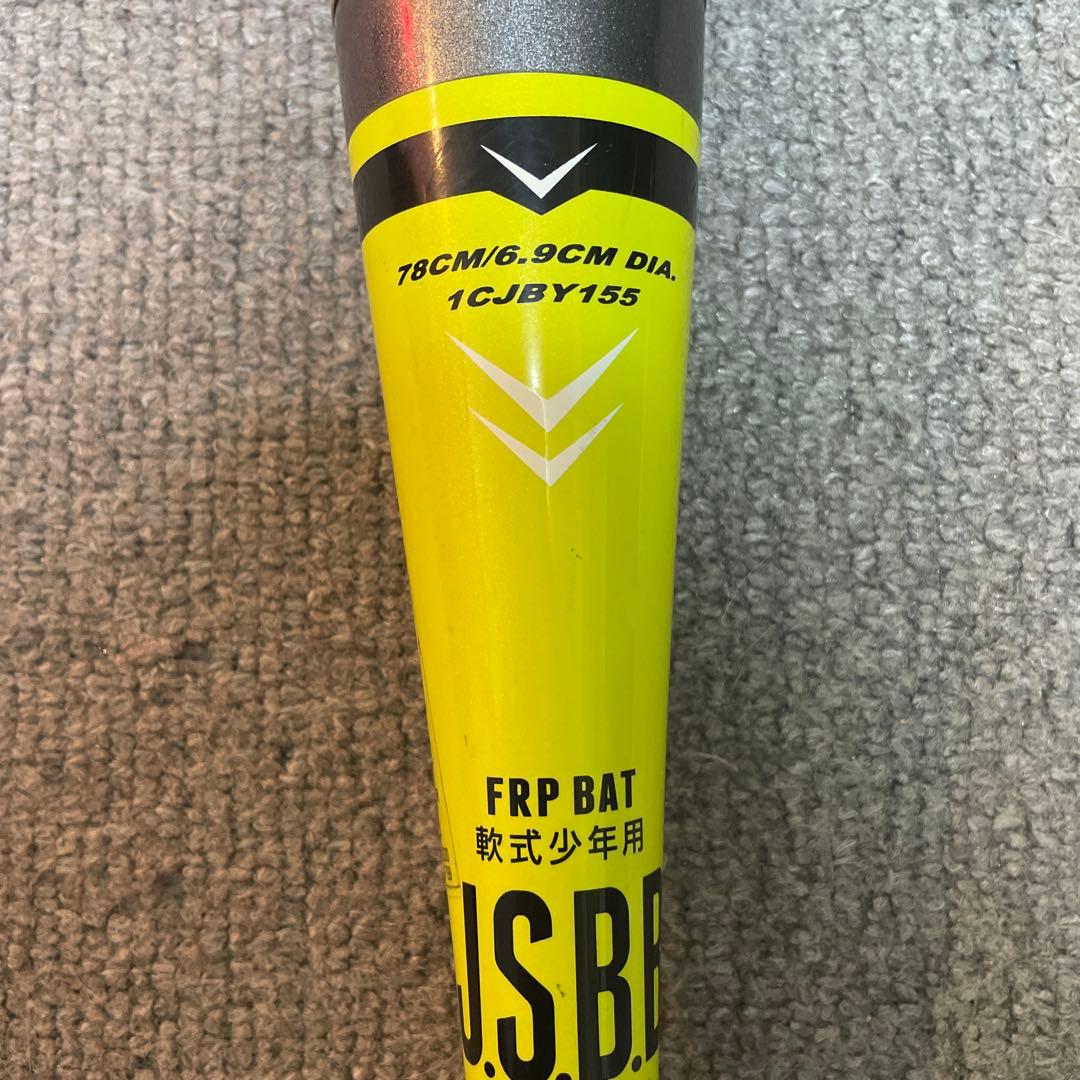 78CM/6.9CM DIA.
1CJBY155
FRP BAT
軟式少年用
J.S.B.B